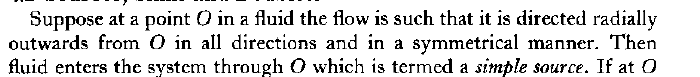 Suppose at a point O in a fluid the flow is such that it is directed radially
outwards from O in all directions and in a symmetrical manner. Then
fluid enters the system through O which is termed a simple source. If at O